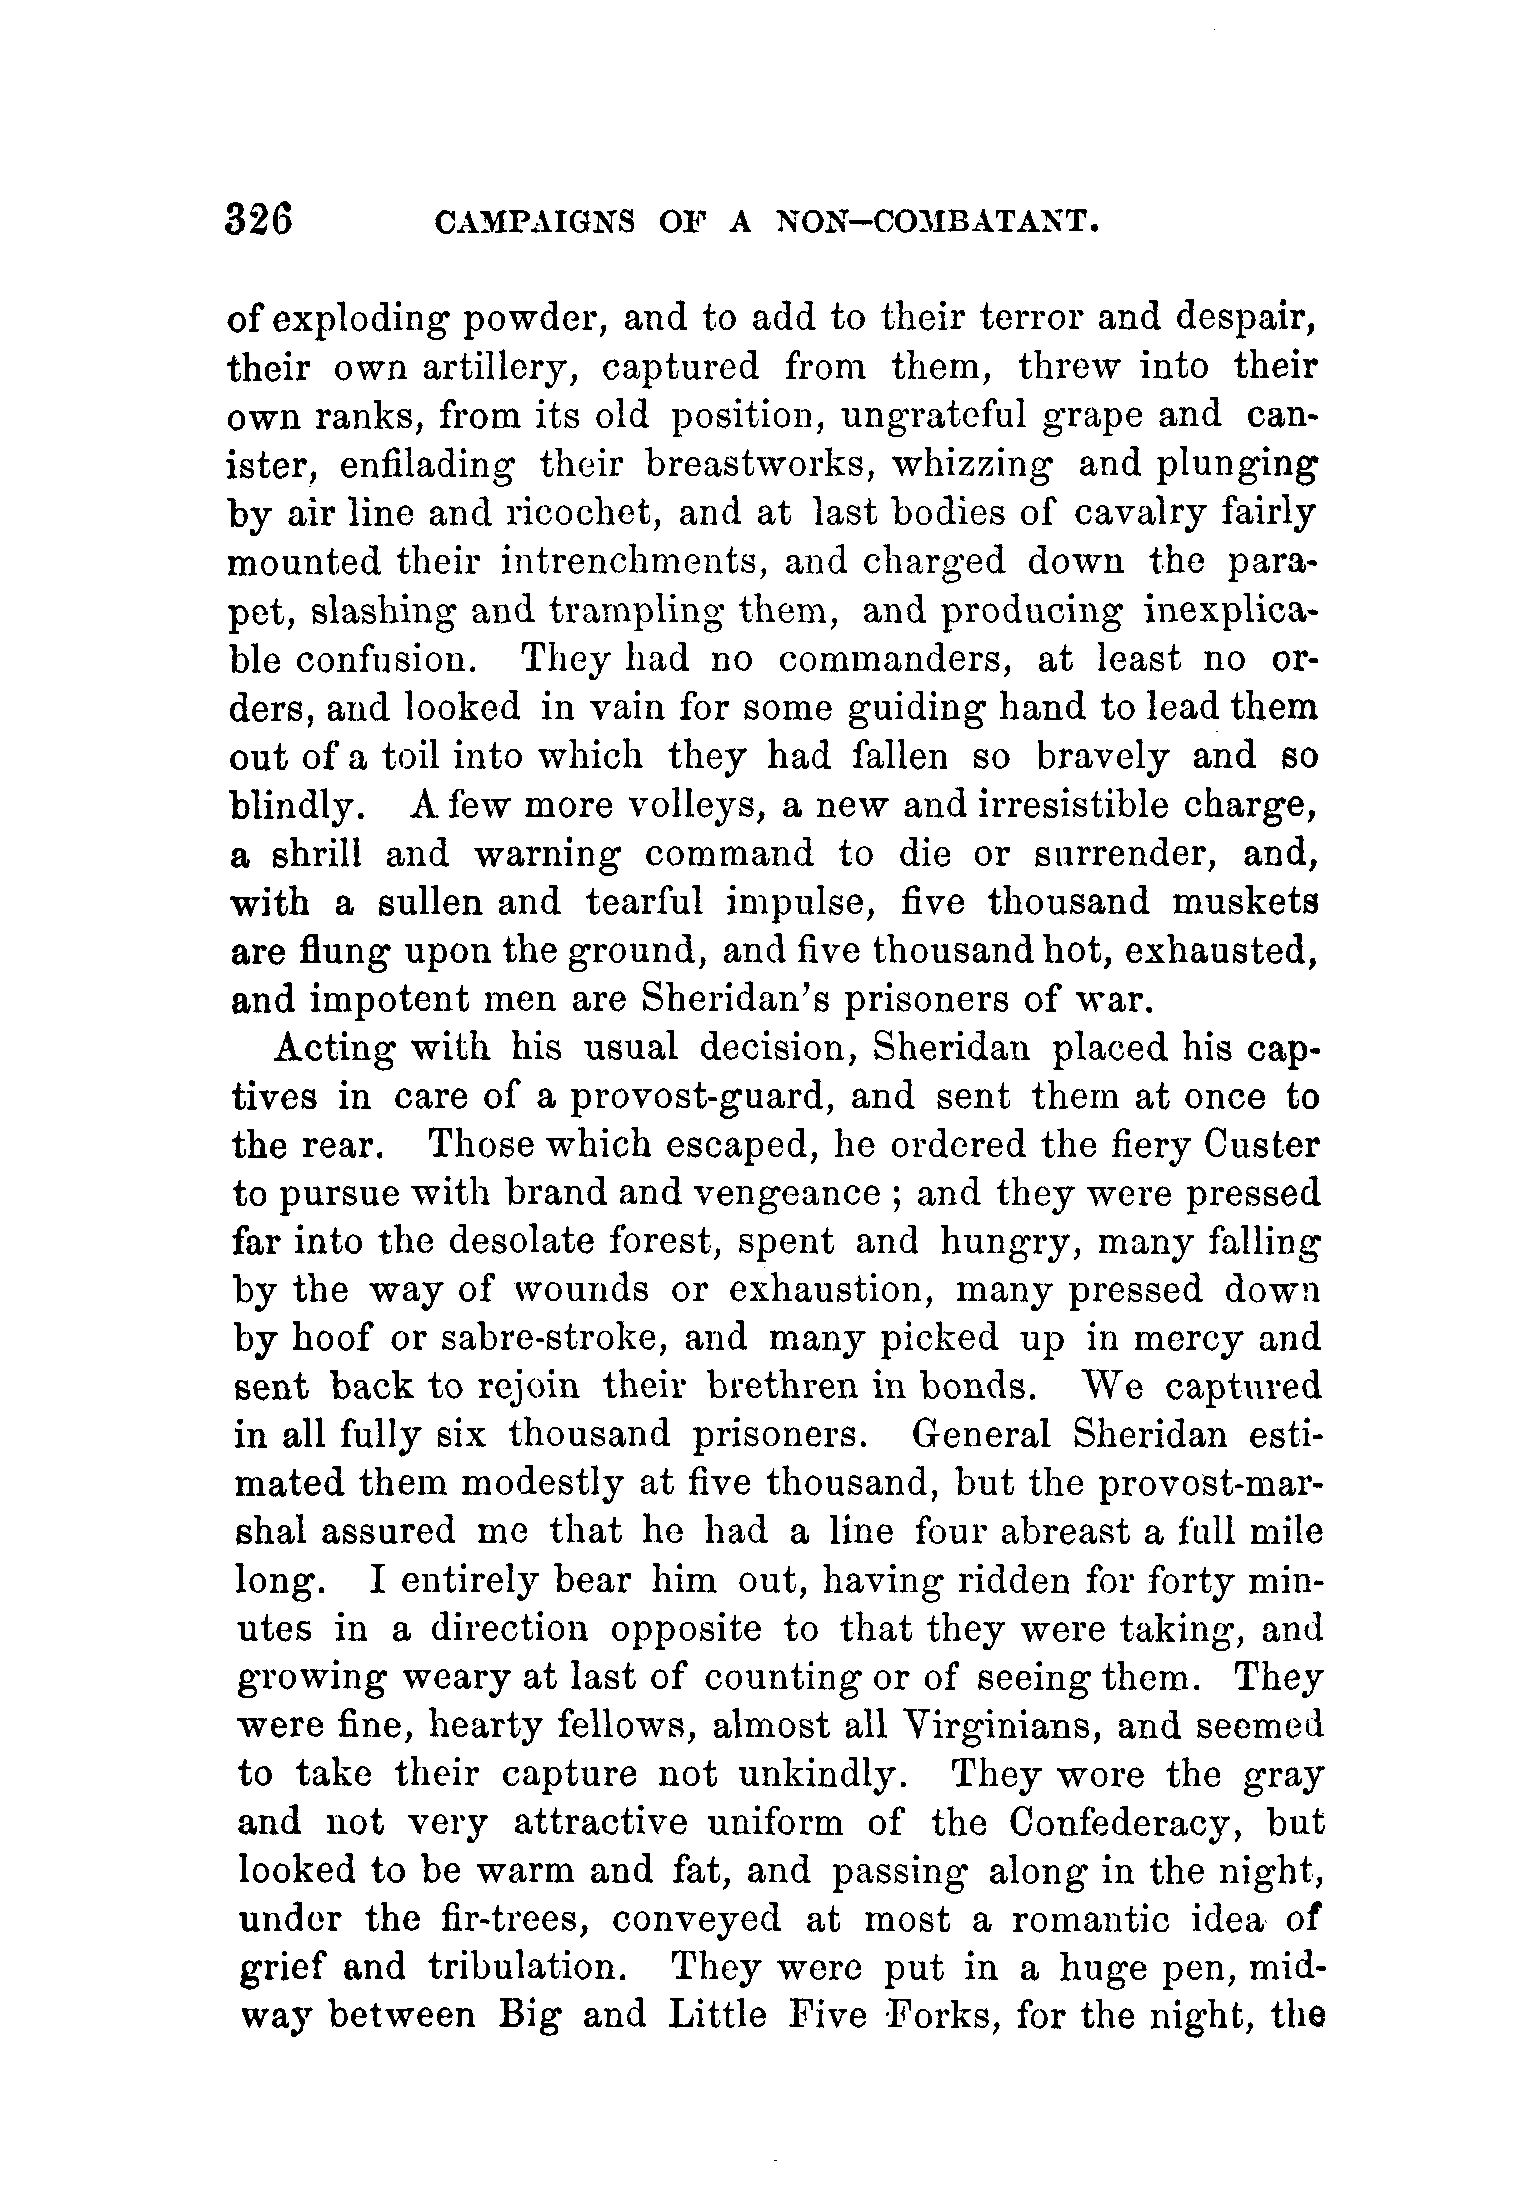 326 CAMPAIGNS OF A NON-COMBATANT.
of exploding powder, and to add to their terror and despair,
their own artillery, captured from them, threw into their
own ranks, from its old position, ungrateful grape and can-
ister, enfilading their breastworks, whizzing and plunging
by air line and ricochet, and at last bodies of cavalry fairly
mounted their intrenchments, and charged down the para-
pet, slashing and trampling them, and producing inexplica-
ble confusion. They had no commanders, at least no or-
ders, and looked in vain for some guiding hand to lead them
out of a toil into which they had fallen so bravely and so
blindly. A few more volleys, a new and irresistible charge,
a shrill and warning command to die or surrender, and,
with a sullen and tearful impulse, five thousand muskets
are flung upon the ground, and five thousand hot, exhausted,
and impotent men are Sheridan's prisoners of war.
Acting with his usual decision, Sheridan placed his cap-
tives in care of a provost-guard, and sent them at once to
the rear. Those which escaped, he ordered the fiery Custer
to pursue with brand and vengeance ; and they were pressed
far into the desolate forest, spent and hungry, many falling
by the way of wounds or exhaustion, many pressed down
by hoof or sabre-stroke, and many picked up in mercy and
sent back to rejoin their brethren in bonds. We captured
in all fully six thousand prisoners. General Sheridan esti-
mated them modestly at five thousand, but the provost-mar-
shal assured me that he had a line four abreast a full mile
long. I entirely bear him out, having ridden for forty min-
utes in a direction opposite to that they were taking, and
growing weary at last of counting or of seeing them. They
were fine, hearty fellows, almost all Virginians, and seemed
to take their capture not unkindly. They wore the gray
and not very attractive uniform of the Confederacy, but
looked to be warm and fat, and passing along in the night,
under the fir-trees, conveyed at most a romantic idea of
grief and tribulation. They were put in a huge pen, mid-
way between Big and Little Five Forks, for the night, the